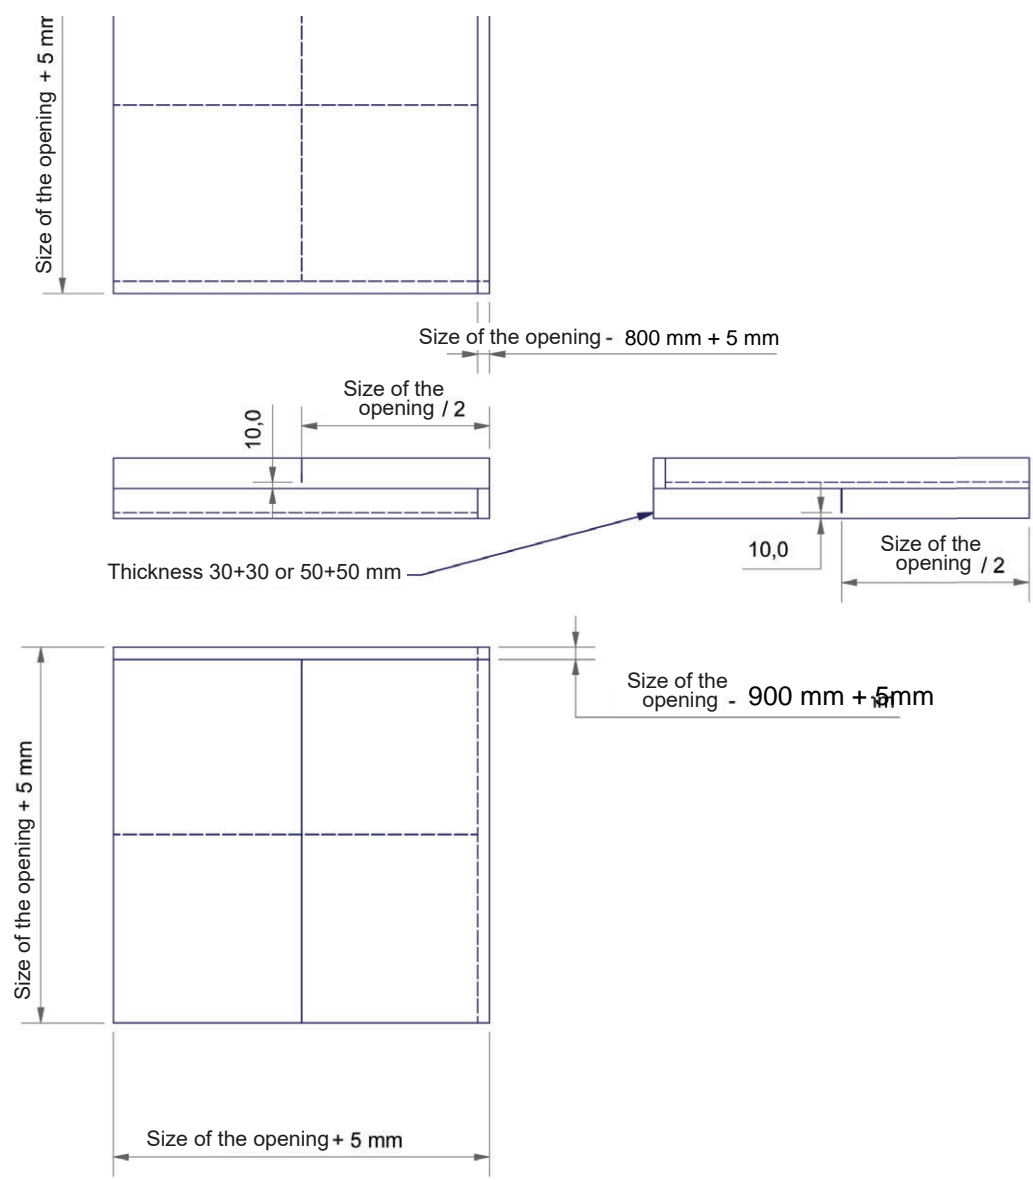 Size of the opening + 5 mm
Size of the opening - 800 mm + 5 mm
Size of the
opening / 2
10,0
10,0
Size of the
opening / 2
Thickness 30+30 or 50+50 mm
Size of the
opening - 900 mm + 5mm
Size of the opening + 5 mm
Size of the opening + 5 mm